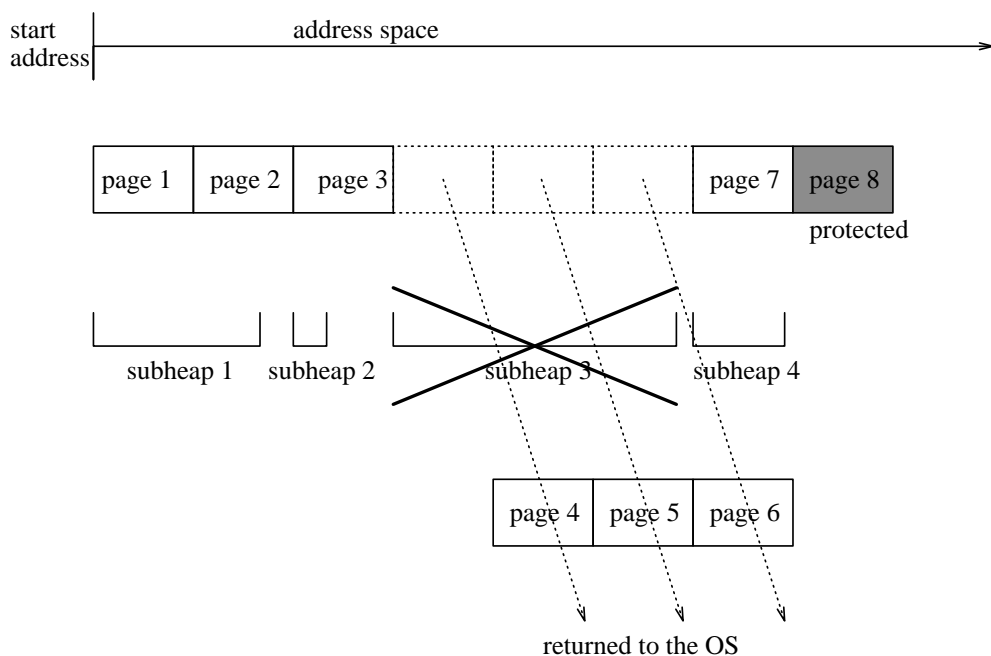 start
address
address space
page 1 page 2 page 3 page 7 page 8
protected
subheap 1 subheap 2 subheap 3 subheap 4
page 4 page 5 page 6
returned to the OS